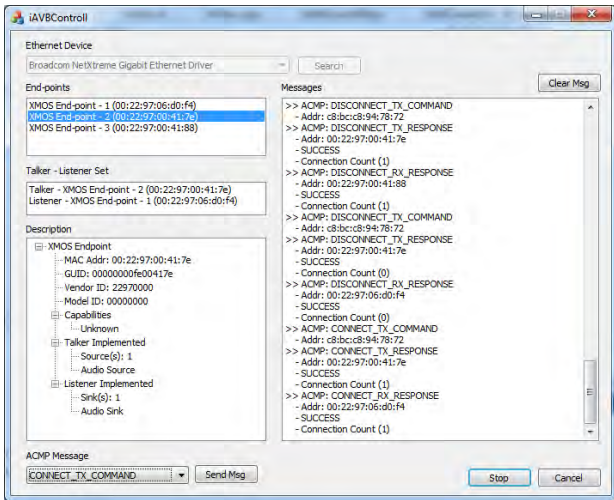 iAVBControll
Ethernet Device
Broadcom NetXtreme Gigabit Ethernet Driver
Search
End-points
Messages
Clear Msg
XMOS End-point - 1 (00:22:97:06:d0:f4)
XMOS End-point - 2 (00:22:97:00:41:7e)
XMOS End-point - 3 (00:22:97:00:41:88)
Talker - Listener Set
Talker - XMOS End-point - 2 (00:22:97:00:41:7e)
Listener - XMOS End-point - 1 (00:22:97:06:d0:f4)
Description
XMOS Endpoint
MAC Addr: 00:22:97:00:41:7e
GUID: 00000000fe00417e
Vendor ID: 22970000
Model ID: 00000000
Capabilities
Unknown
Talker Implemented
Source(s): 1
Audio Source
Listener Implemented
Sink(s): 1
Audio Sink
>> ACMP: DISCONNECT_TX_COMMAND
- Addr: c8:bc:c8:94:78:72
>> ACMP: DISCONNECT_TX_RESPONSE
- Addr: 00:22:97:00:41:7e
- SUCCESS
- Connection Count (1)
>> ACMP: DISCONNECT_RX_RESPONSE
- Addr: 00:22:97:00:41:88
- SUCCESS
- Connection Count (1)
>> ACMP: DISCONNECT_TX_COMMAND
- Addr: c8:bc:c8:94:78:72
>> ACMP: DISCONNECT_TX_RESPONSE
- Addr: 00:22:97:00:41:7e
- SUCCESS
- Connection Count (0)
>> ACMP: DISCONNECT_RX_RESPONSE
- Addr: 00:22:97:06:d0:f4
- SUCCESS
- Connection Count (0)
>> ACMP: CONNECT_TX_COMMAND
- Addr: c8:bc:c8:94:78:72
>> ACMP: CONNECT_TX_RESPONSE
- Addr: 00:22:97:00:41:7e
- SUCCESS
- Connection Count (1)
>> ACMP: CONNECT_RX_RESPONSE
- Addr: 00:22:97:06:d0:f4
- SUCCESS
- Connection Count (1)
ACMP Message
CONNECT_TX_COMMAND
Send Msg
Stop
Cancel